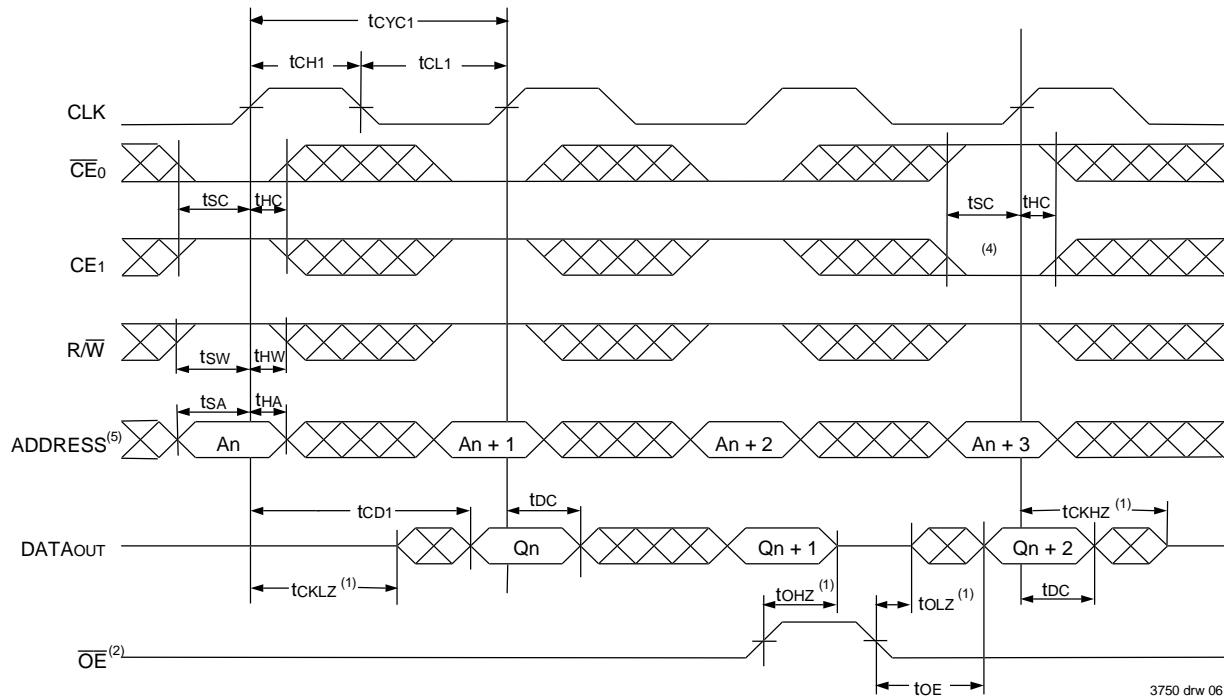 tCYC1
tCH1 tCL1
CLK
CE0
tSC tHC tSC tHC
CE1 (4)
R/W
tSW tHW
tSA tHA
ADDRESS(5) An An + 1 An + 2 An + 3
tCD1 tDC tCKHZ (1)
DATAOUT Qn Qn + 1 Qn + 2
tCKLZ (1) tOHZ (1) tOLZ (1) tDC
OE(2)
tOE
3750 drw 06